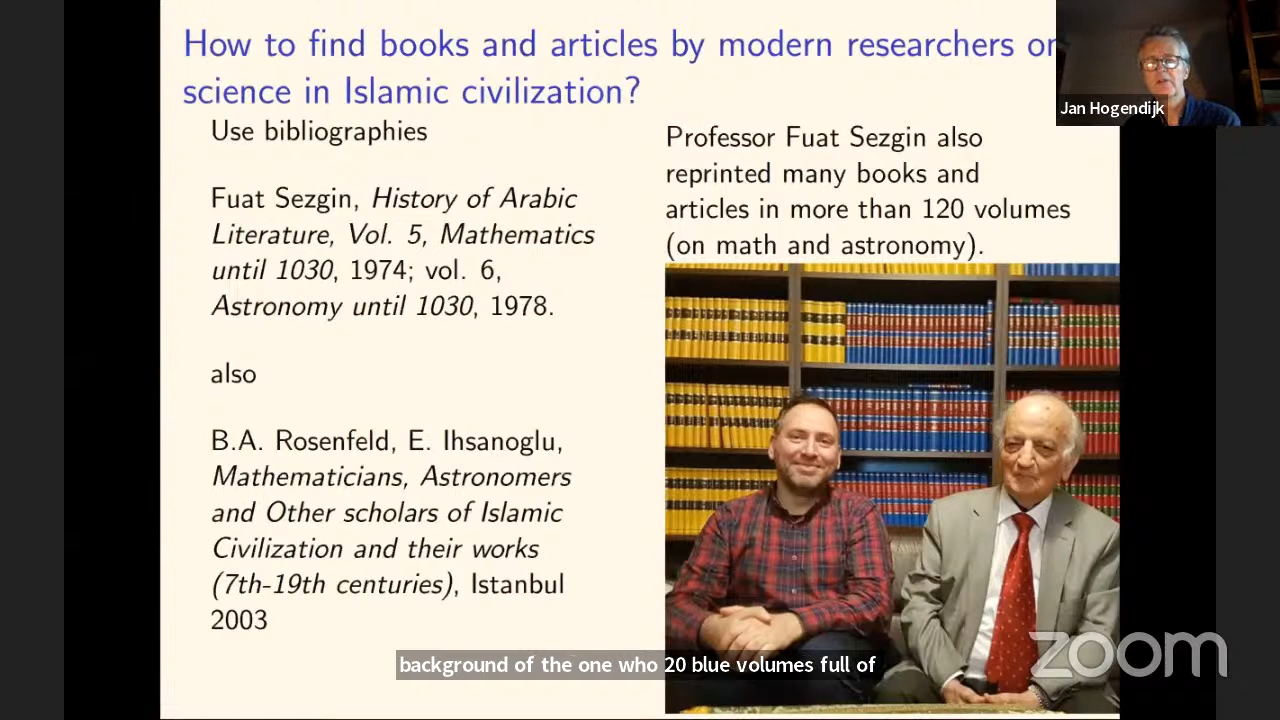 How to find books and articles by modern researchers on
science in Islamic civilization?
Use bibliographies
Fuat Sezgin, History of Arabic
Literature, Vol. 5, Mathematics
until 1030, 1974; vol. 6,
Astronomy until 1030, 1978.
also
B.A. Rosenfeld, E. Ihsanoglu,
Mathematicians, Astronomers
and Other scholars of Islamic
Civilization and their works
(7th-19th centuries), Istanbul
2003
Professor Fuat Sezgin also
reprinted many books and
articles in more than 120 volumes
(on math and astronomy).
Jan Hogendijk
background of the one who 20 blue volumes full of
zoom